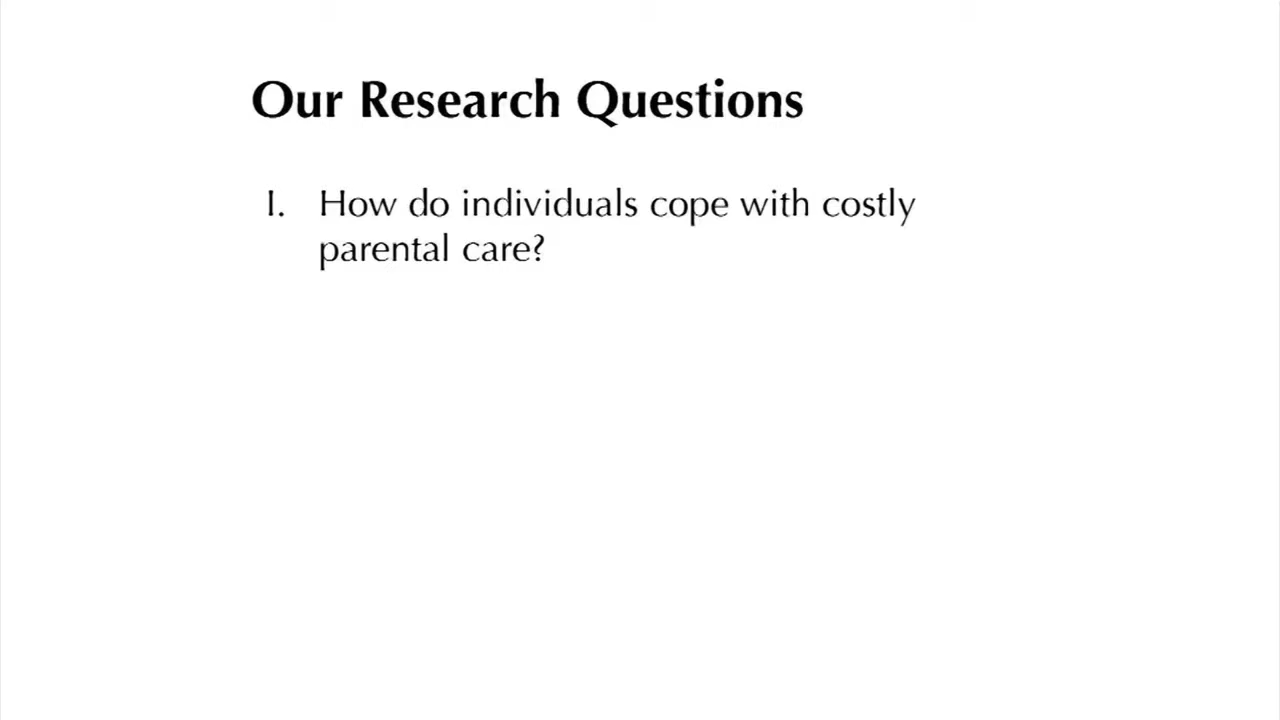 Our Research Questions
I. How do individuals cope with costly
parental care?